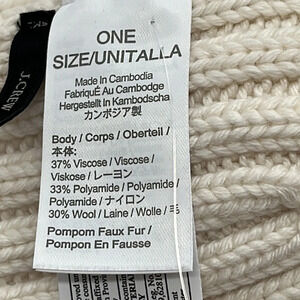 ONE
SIZE/UNITALLA
Made In Cambodia
FabriquÉ Au Cambodge
Hergestellt In Kambodscha
カンボジア製
Body / Corps / Oberteil /
本体:
37% Viscose / Viscose /
Viskose / レーヨン
33% Polyamide / Polyamide /
Polyamide / ナイロン
30% Wool / Laine / Wolle / 毛
Pompom Faux Fur /
Pompon En Fausse
J.CREW